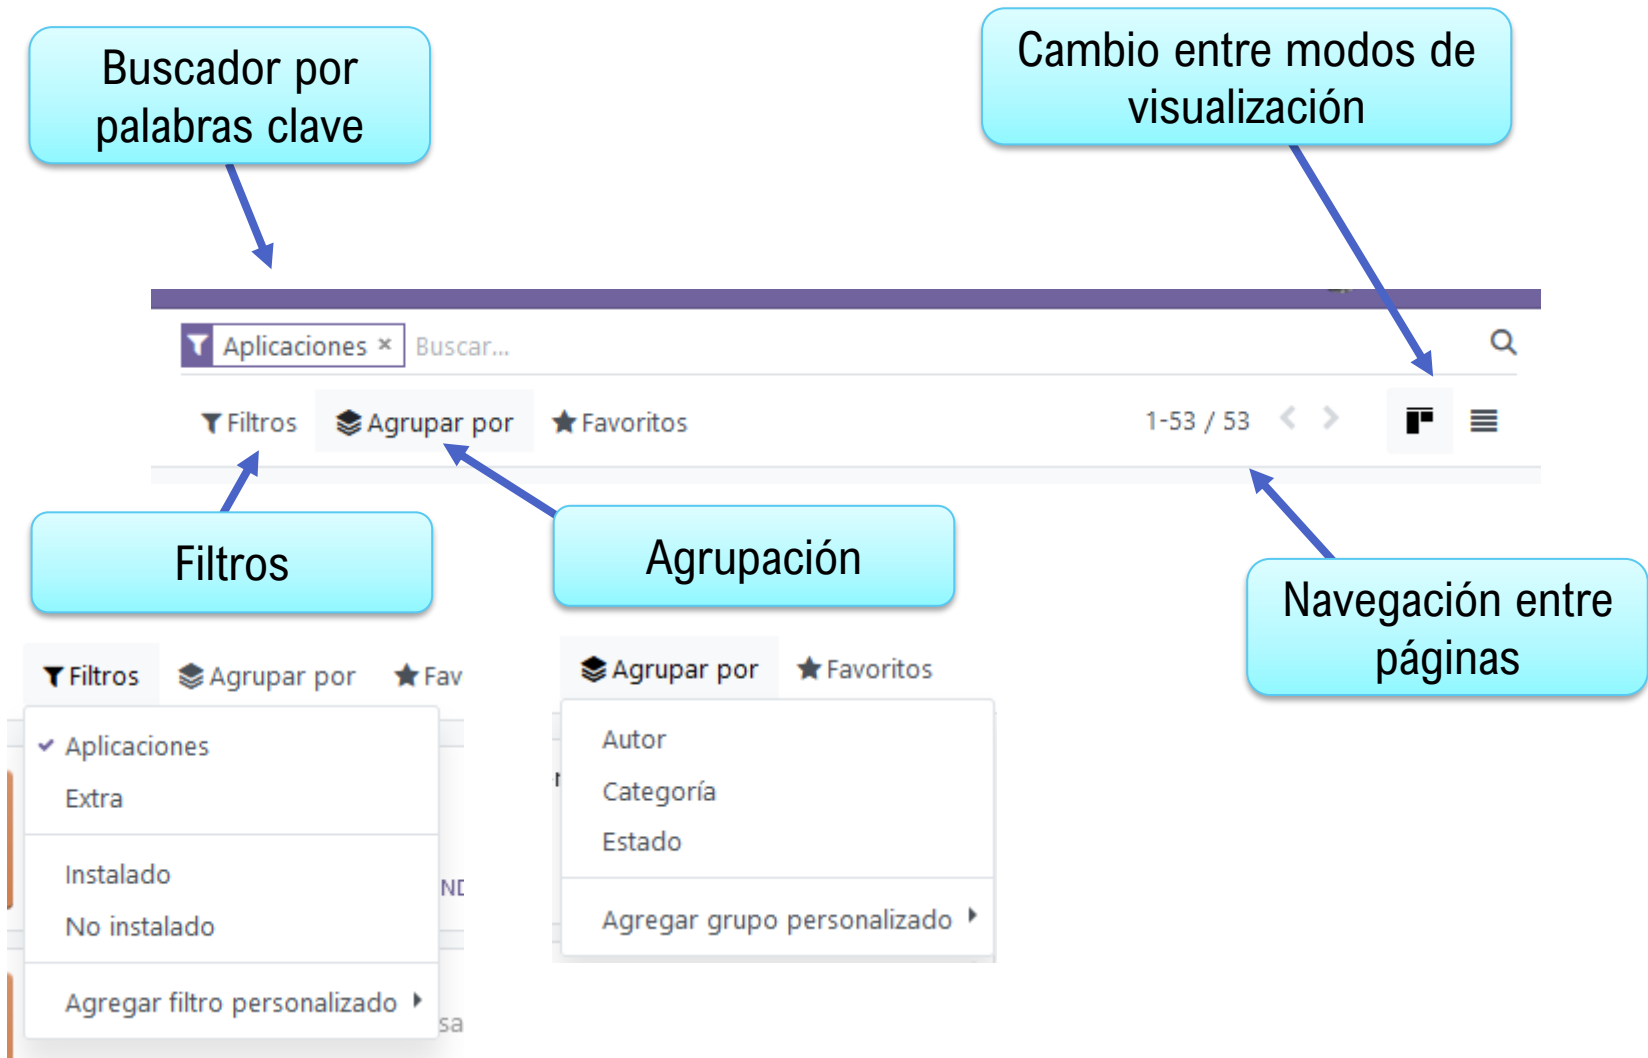 Buscador por
palabras clave
Cambio entre modos de
visualización
Aplicaciones × Buscar...
Filtros Agrupar por Favoritos 1-53 / 53
Filtros
Agrupación
Navegación entre
páginas
Filtros Agrupar por Fav
Aplicaciones
Extra
Instalado
No instalado
Agregar filtro personalizado
ND
sa
Agrupar por Favoritos
Autor
Categoría
Estado
Agregar grupo personalizado